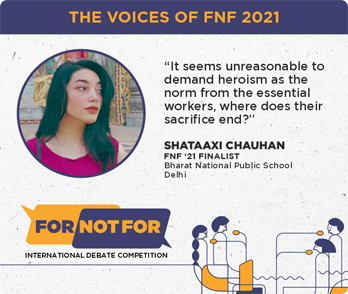 THE VOICES OF FNF 2021
“It seems unreasonable to
demand heroism as the
norm from the essential
workers, where does their
sacrifice end?”
SHATAAXI CHAUHAN
FNF ‘21 FINALIST
Bharat National Public School
Delhi
FOR NOT FOR
INTERNATIONAL DEBATE COMPETITION